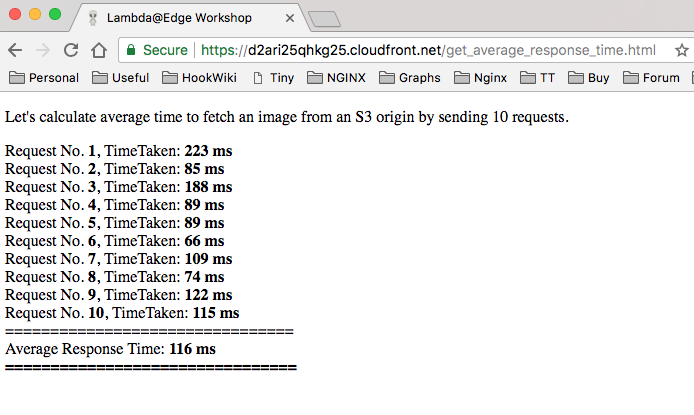 Lambda@Edge Workshop
Secure https://d2ari25qhkg25.cloudfront.net/get_average_response_time.html
Personal Useful HookWiki Tiny NGINX Graphs Nginx TT Buy Forum
Let's calculate average time to fetch an image from an S3 origin by sending 10 requests.
Request No. 1, TimeTaken: 223 ms
Request No. 2, TimeTaken: 85 ms
Request No. 3, TimeTaken: 188 ms
Request No. 4, TimeTaken: 89 ms
Request No. 5, TimeTaken: 89 ms
Request No. 6, TimeTaken: 66 ms
Request No. 7, TimeTaken: 109 ms
Request No. 8, TimeTaken: 74 ms
Request No. 9, TimeTaken: 122 ms
Request No. 10, TimeTaken: 115 ms
================================
Average Response Time: 116 ms
================================